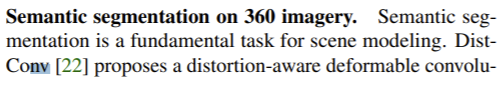 Semantic segmentation on 360 imagery. Semantic seg-
mentation is a fundamental task for scene modeling. Dist-
Conv [22] proposes a distortion-aware deformable convolu-